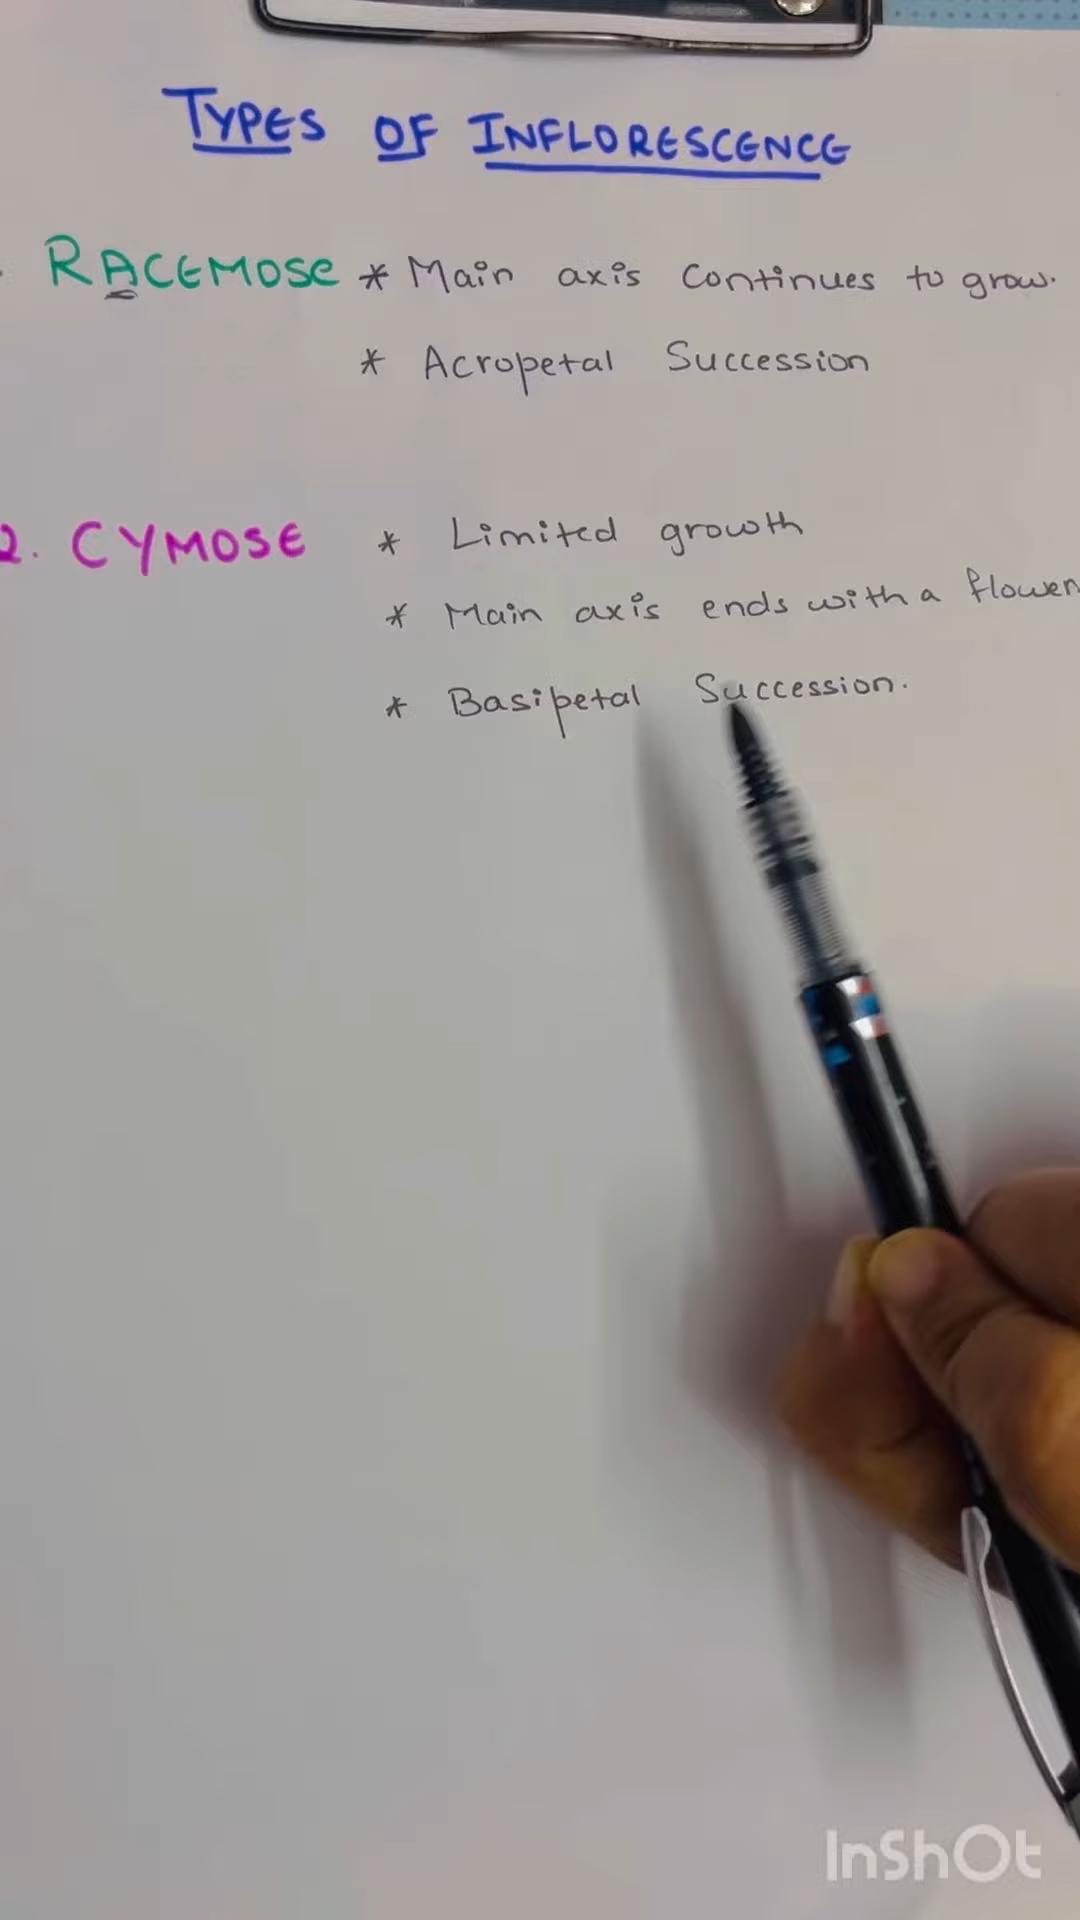 TYPES OF INFLORESCENCE
RACEMOSE * Main axis continues to grow.
* Acropetal Succession
2. CYMOSE * Limited growth
* Main axis ends with a flower
* Basipetal Succession.
InShOt